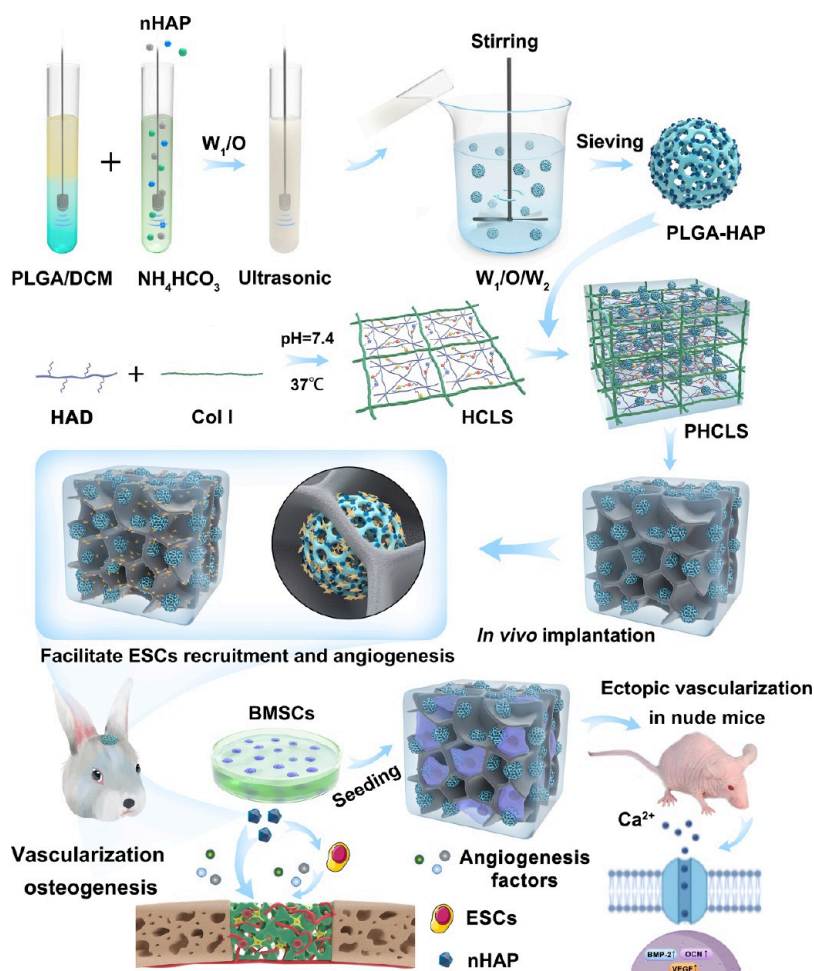 nHAP
Stirring
W₁/O
Sieving
PLGA/DCM
NH₄HCO₃
Ultrasonic
W₁/O/W₂
PLGA-HAP
pH=7.4
37℃
HAD
Col I
HCLS
PHCLS
In vivo implantation
Facilitate ESCs recruitment and angiogenesis
BMSCs
Seeding
Ectopic vascularization
in nude mice
Ca²⁺
Vascularization
osteogenesis
Angiogenesis
factors
ESCs
nHAP
BMP-2↑
OCN↑
VEGF↑